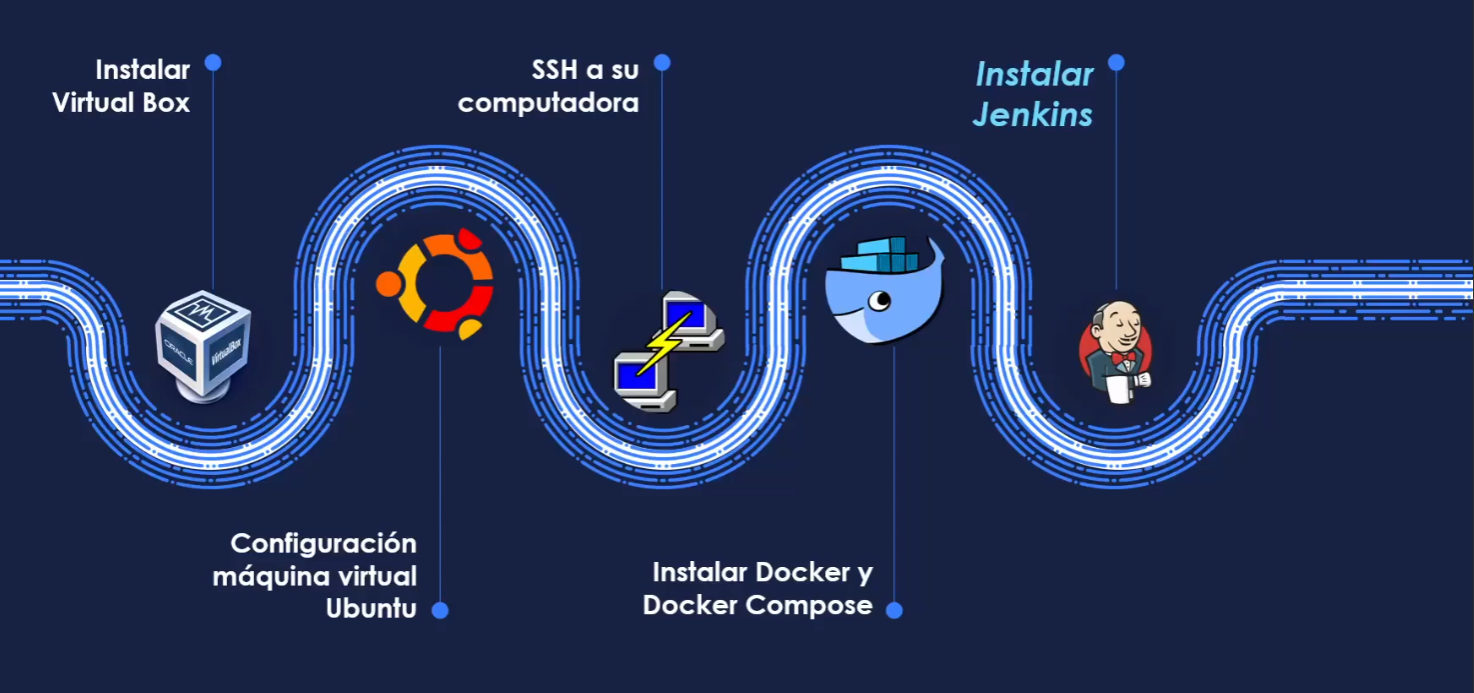 Instalar
Virtual Box
SSH a su
computadora
Instalar
Jenkins
ORACLE
VirtualBox
Configuración
máquina virtual
Ubuntu
Instalar Docker y
Docker Compose